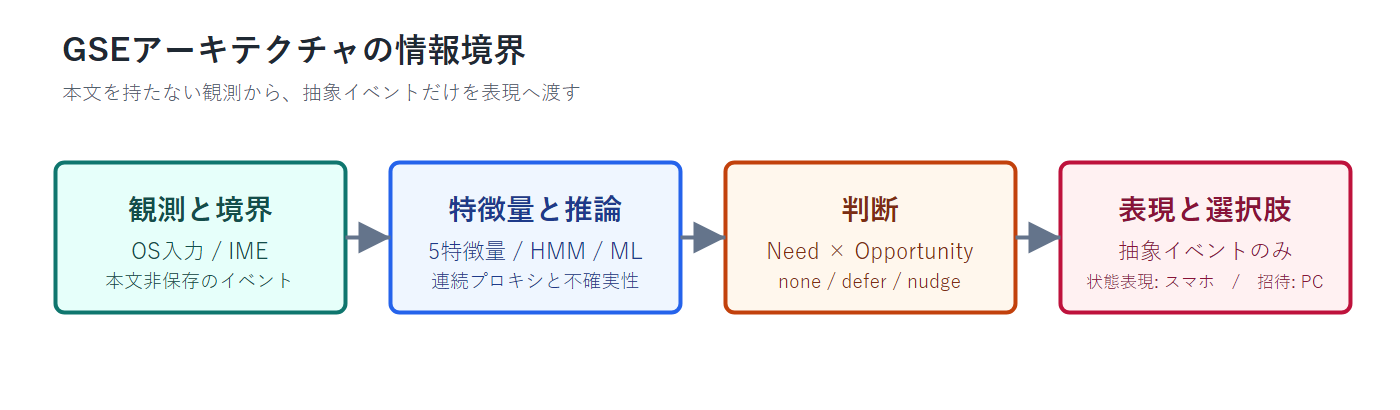 GSEアーキテクチャの情報境界
本文を持たない観測から、抽象イベントだけを表現へ渡す
観測と境界
OS入力 / IME
本文非保存のイベント
特徴量と推論
5特徴量 / HMM / ML
連続プロキシと不確実性
判断
Need × Opportunity
none / defer / nudge
表現と選択肢
抽象イベントのみ
状態表現: スマホ / 招待: PC